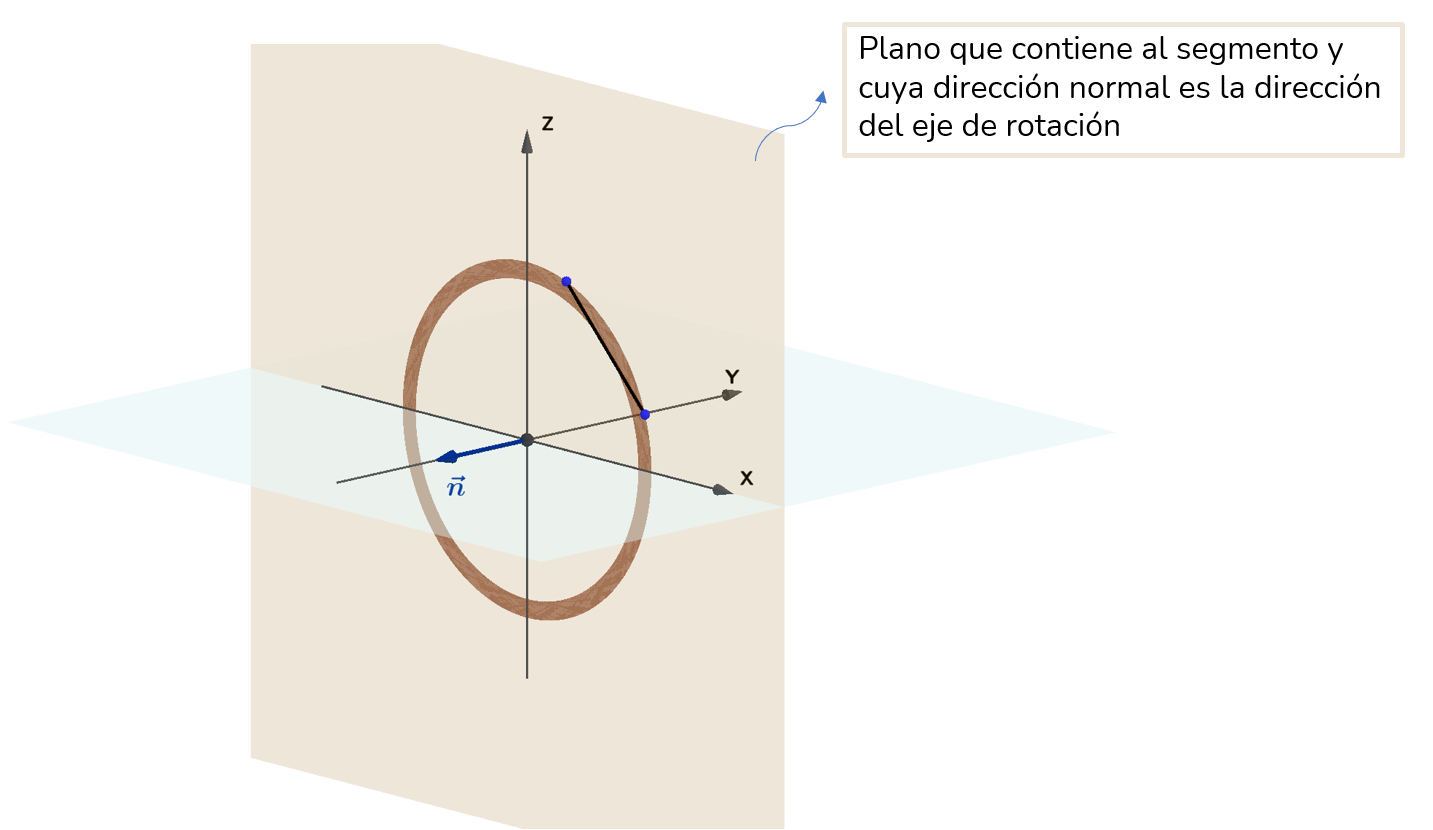 Plano que contiene al segmento y
cuya dirección normal es la dirección
del eje de rotación
Z
Y
X
n⃗